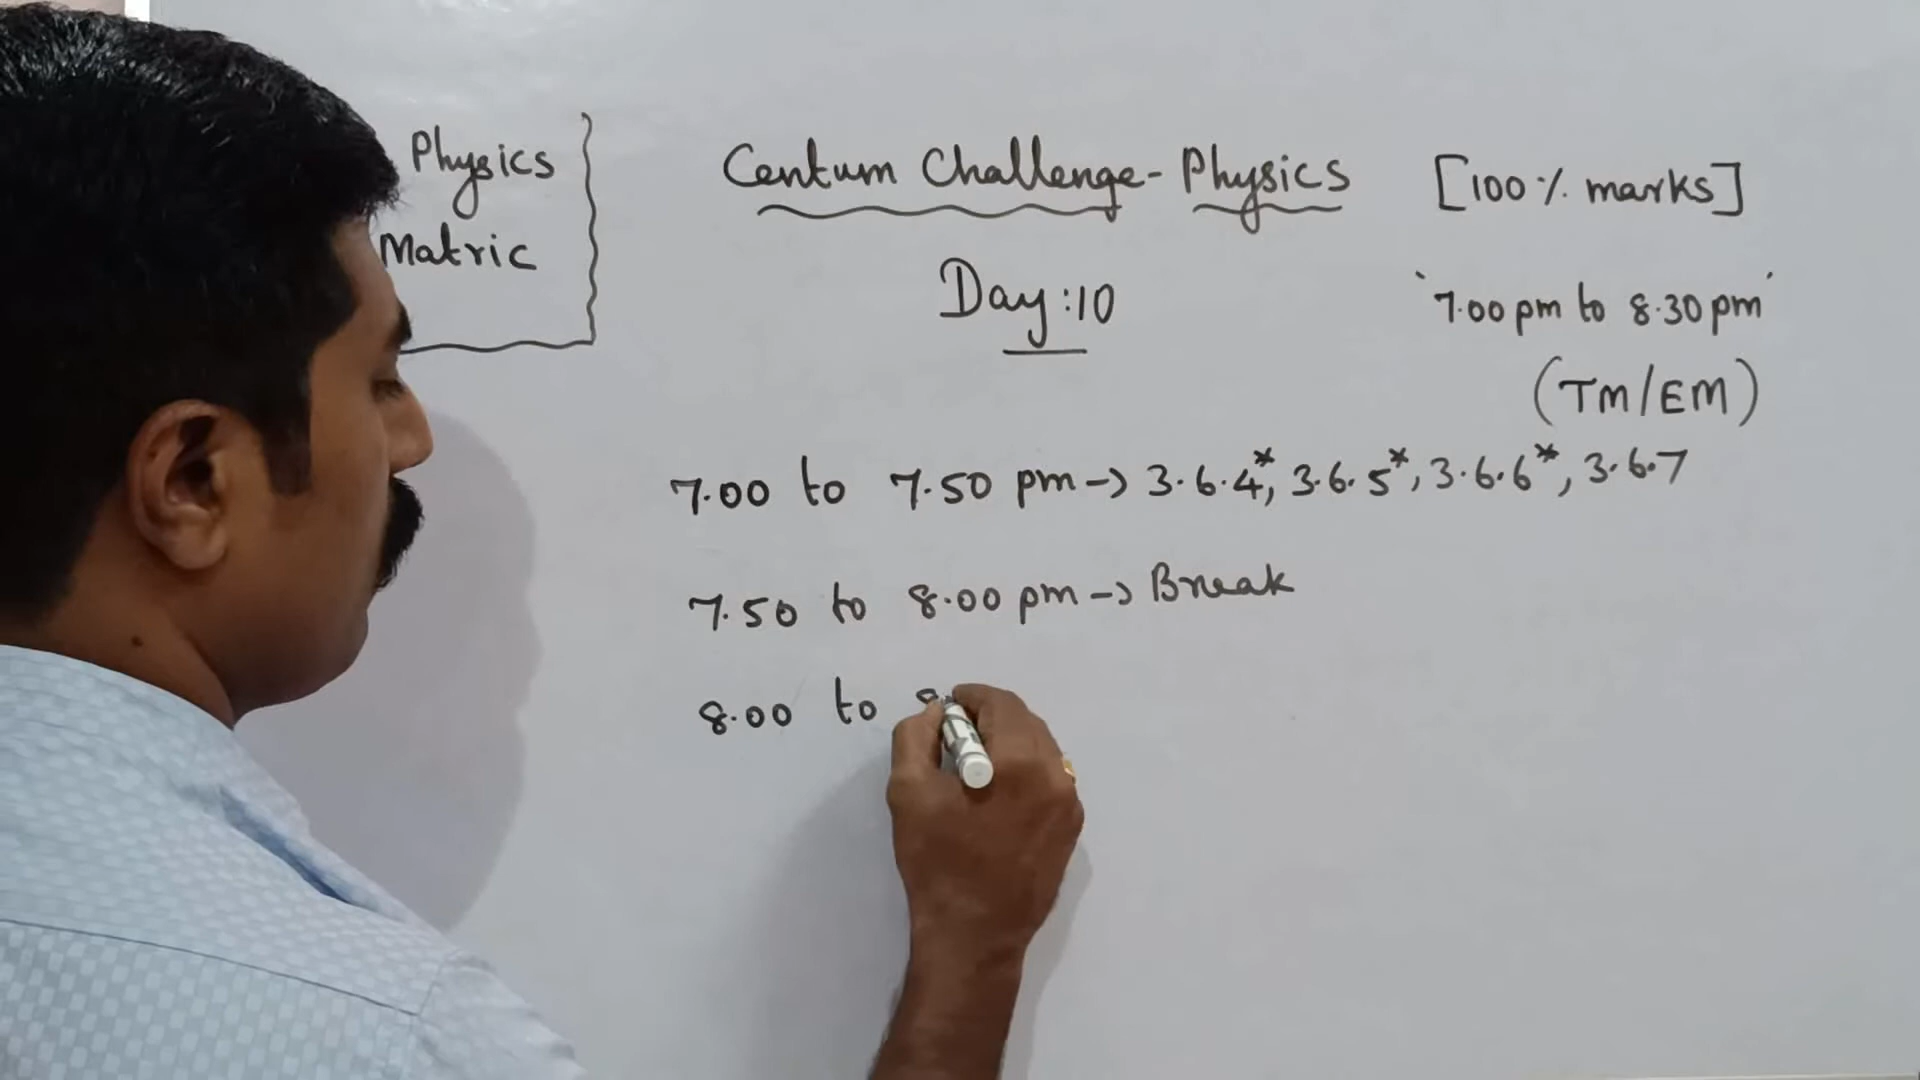 Physics
Matric
Centum Challenge - Physics [100% marks]
Day:10
7.00 pm to 8.30 pm
(TM/EM)
7.00 to 7.50 pm -> 3.6.4*, 3.6.5*, 3.6.6*, 3.6.7
7.50 to 8.00 pm -> Break
8.00 to 8